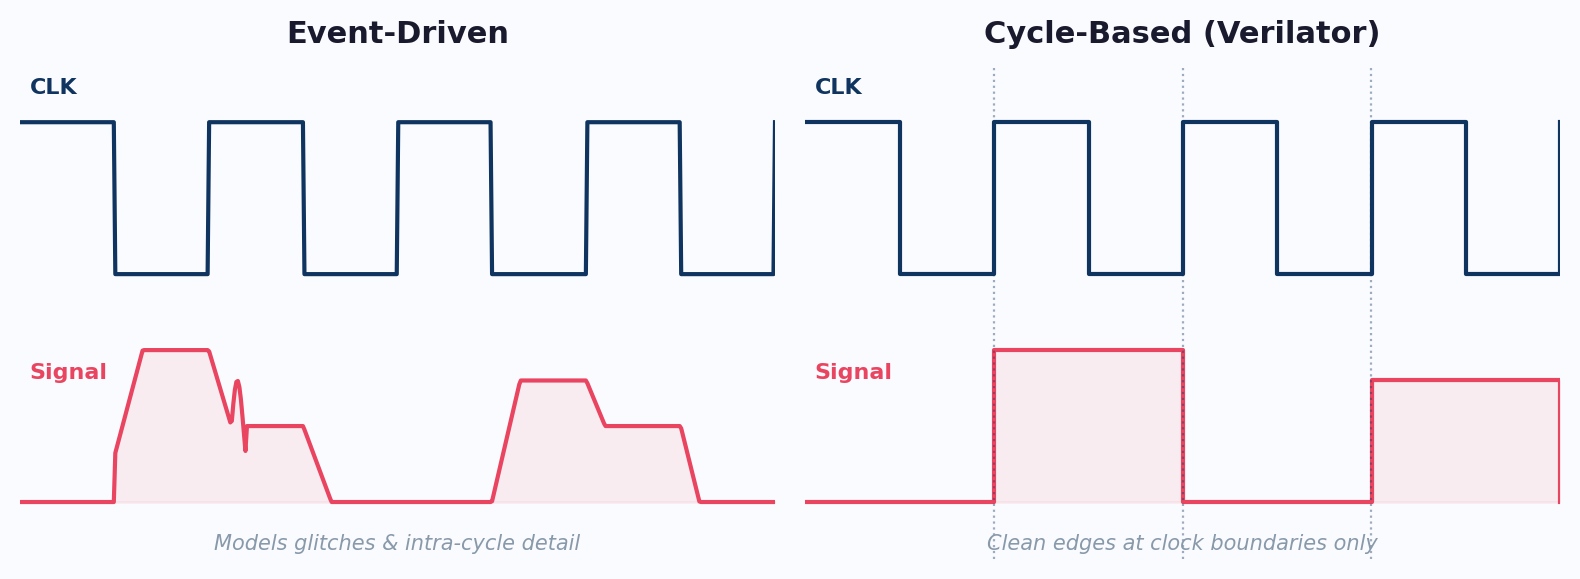 Event-Driven
CLK
Signal
Models glitches & intra-cycle detail
Cycle-Based (Verilator)
CLK
Signal
Clean edges at clock boundaries only